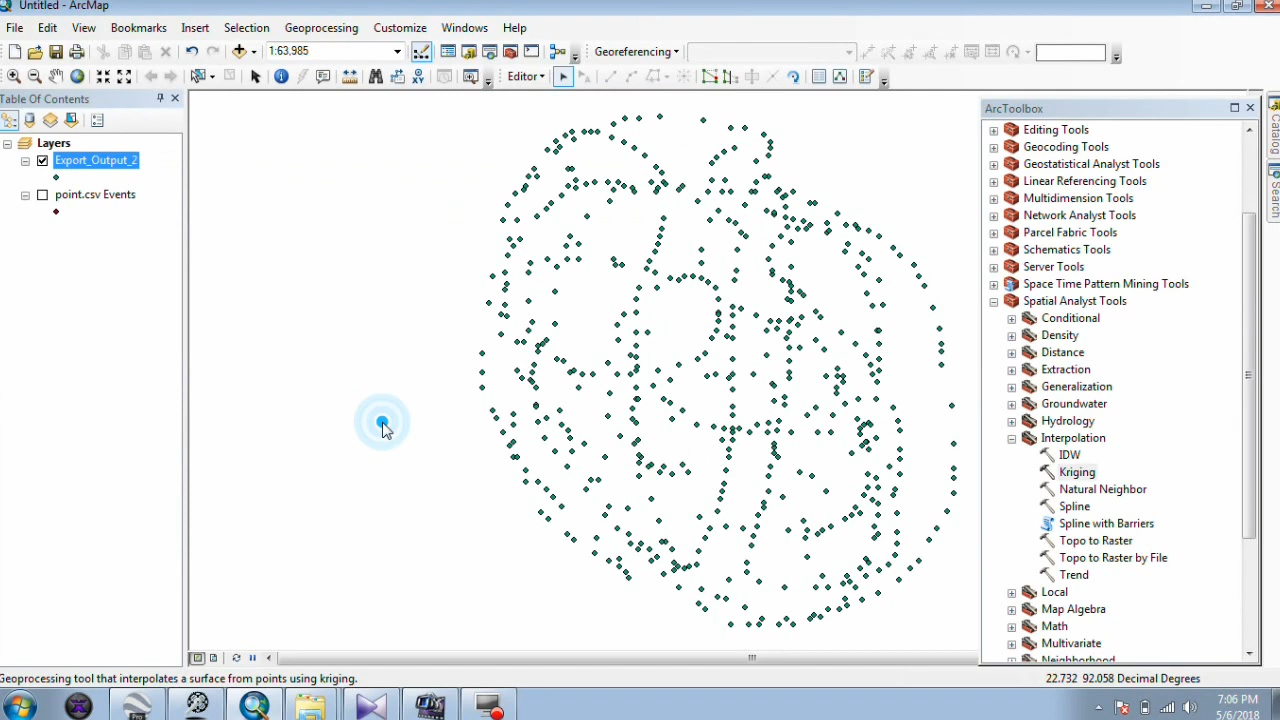 Untitled - ArcMap
File Edit View Bookmarks Insert Selection Geoprocessing Customize Windows Help
1:63,985 Georeferencing
Editor
Table Of Contents
Layers
Export_Output_2
point.csv Events
ArcToolbox
Editing Tools
Geocoding Tools
Geostatistical Analyst Tools
Linear Referencing Tools
Multidimension Tools
Network Analyst Tools
Parcel Fabric Tools
Schematics Tools
Server Tools
Space Time Pattern Mining Tools
Spatial Analyst Tools
Conditional
Density
Distance
Extraction
Generalization
Groundwater
Hydrology
Interpolation
IDW
Kriging
Natural Neighbor
Spline
Spline with Barriers
Topo to Raster
Topo to Raster by File
Trend
Local
Map Algebra
Math
Multivariate
Neighborhood
Catalog
Search
Geoprocessing tool that interpolates a surface from points using kriging.
22.732 92.058 Decimal Degrees
7:06 PM
5/6/2018